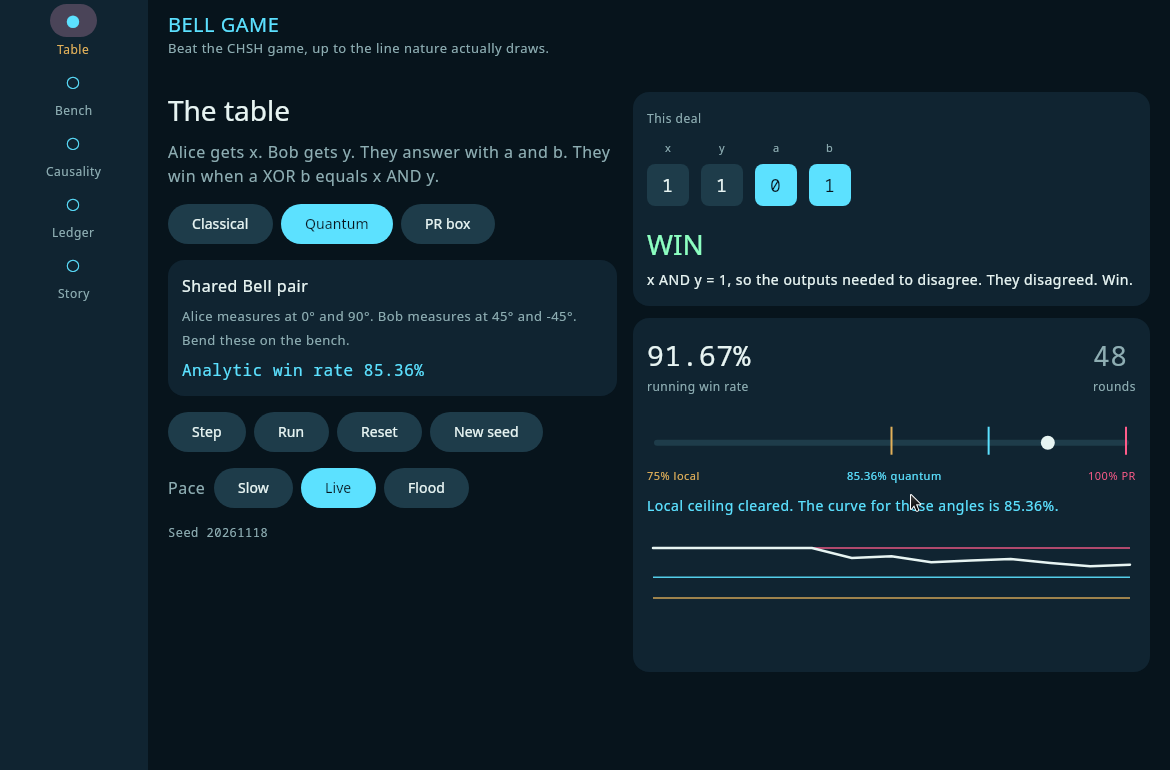 BELL GAME
Beat the CHSH game, up to the line nature actually draws.
Table
Bench
Causality
Ledger
Story
The table
Alice gets x. Bob gets y. They answer with a and b. They
win when a XOR b equals x AND y.
Classical
Quantum
PR box
Shared Bell pair
Alice measures at 0° and 90°. Bob measures at 45° and -45°.
Bend these on the bench.
Analytic win rate 85.36%
Step
Run
Reset
New seed
Pace
Slow
Live
Flood
Seed 20261118
This deal
x y a b
1 1 0 1
WIN
x AND y = 1, so the outputs needed to disagree. They disagreed. Win.
91.67% 48
running win rate rounds
75% local 85.36% quantum 100% PR
Local ceiling cleared. The curve for these angles is 85.36%.